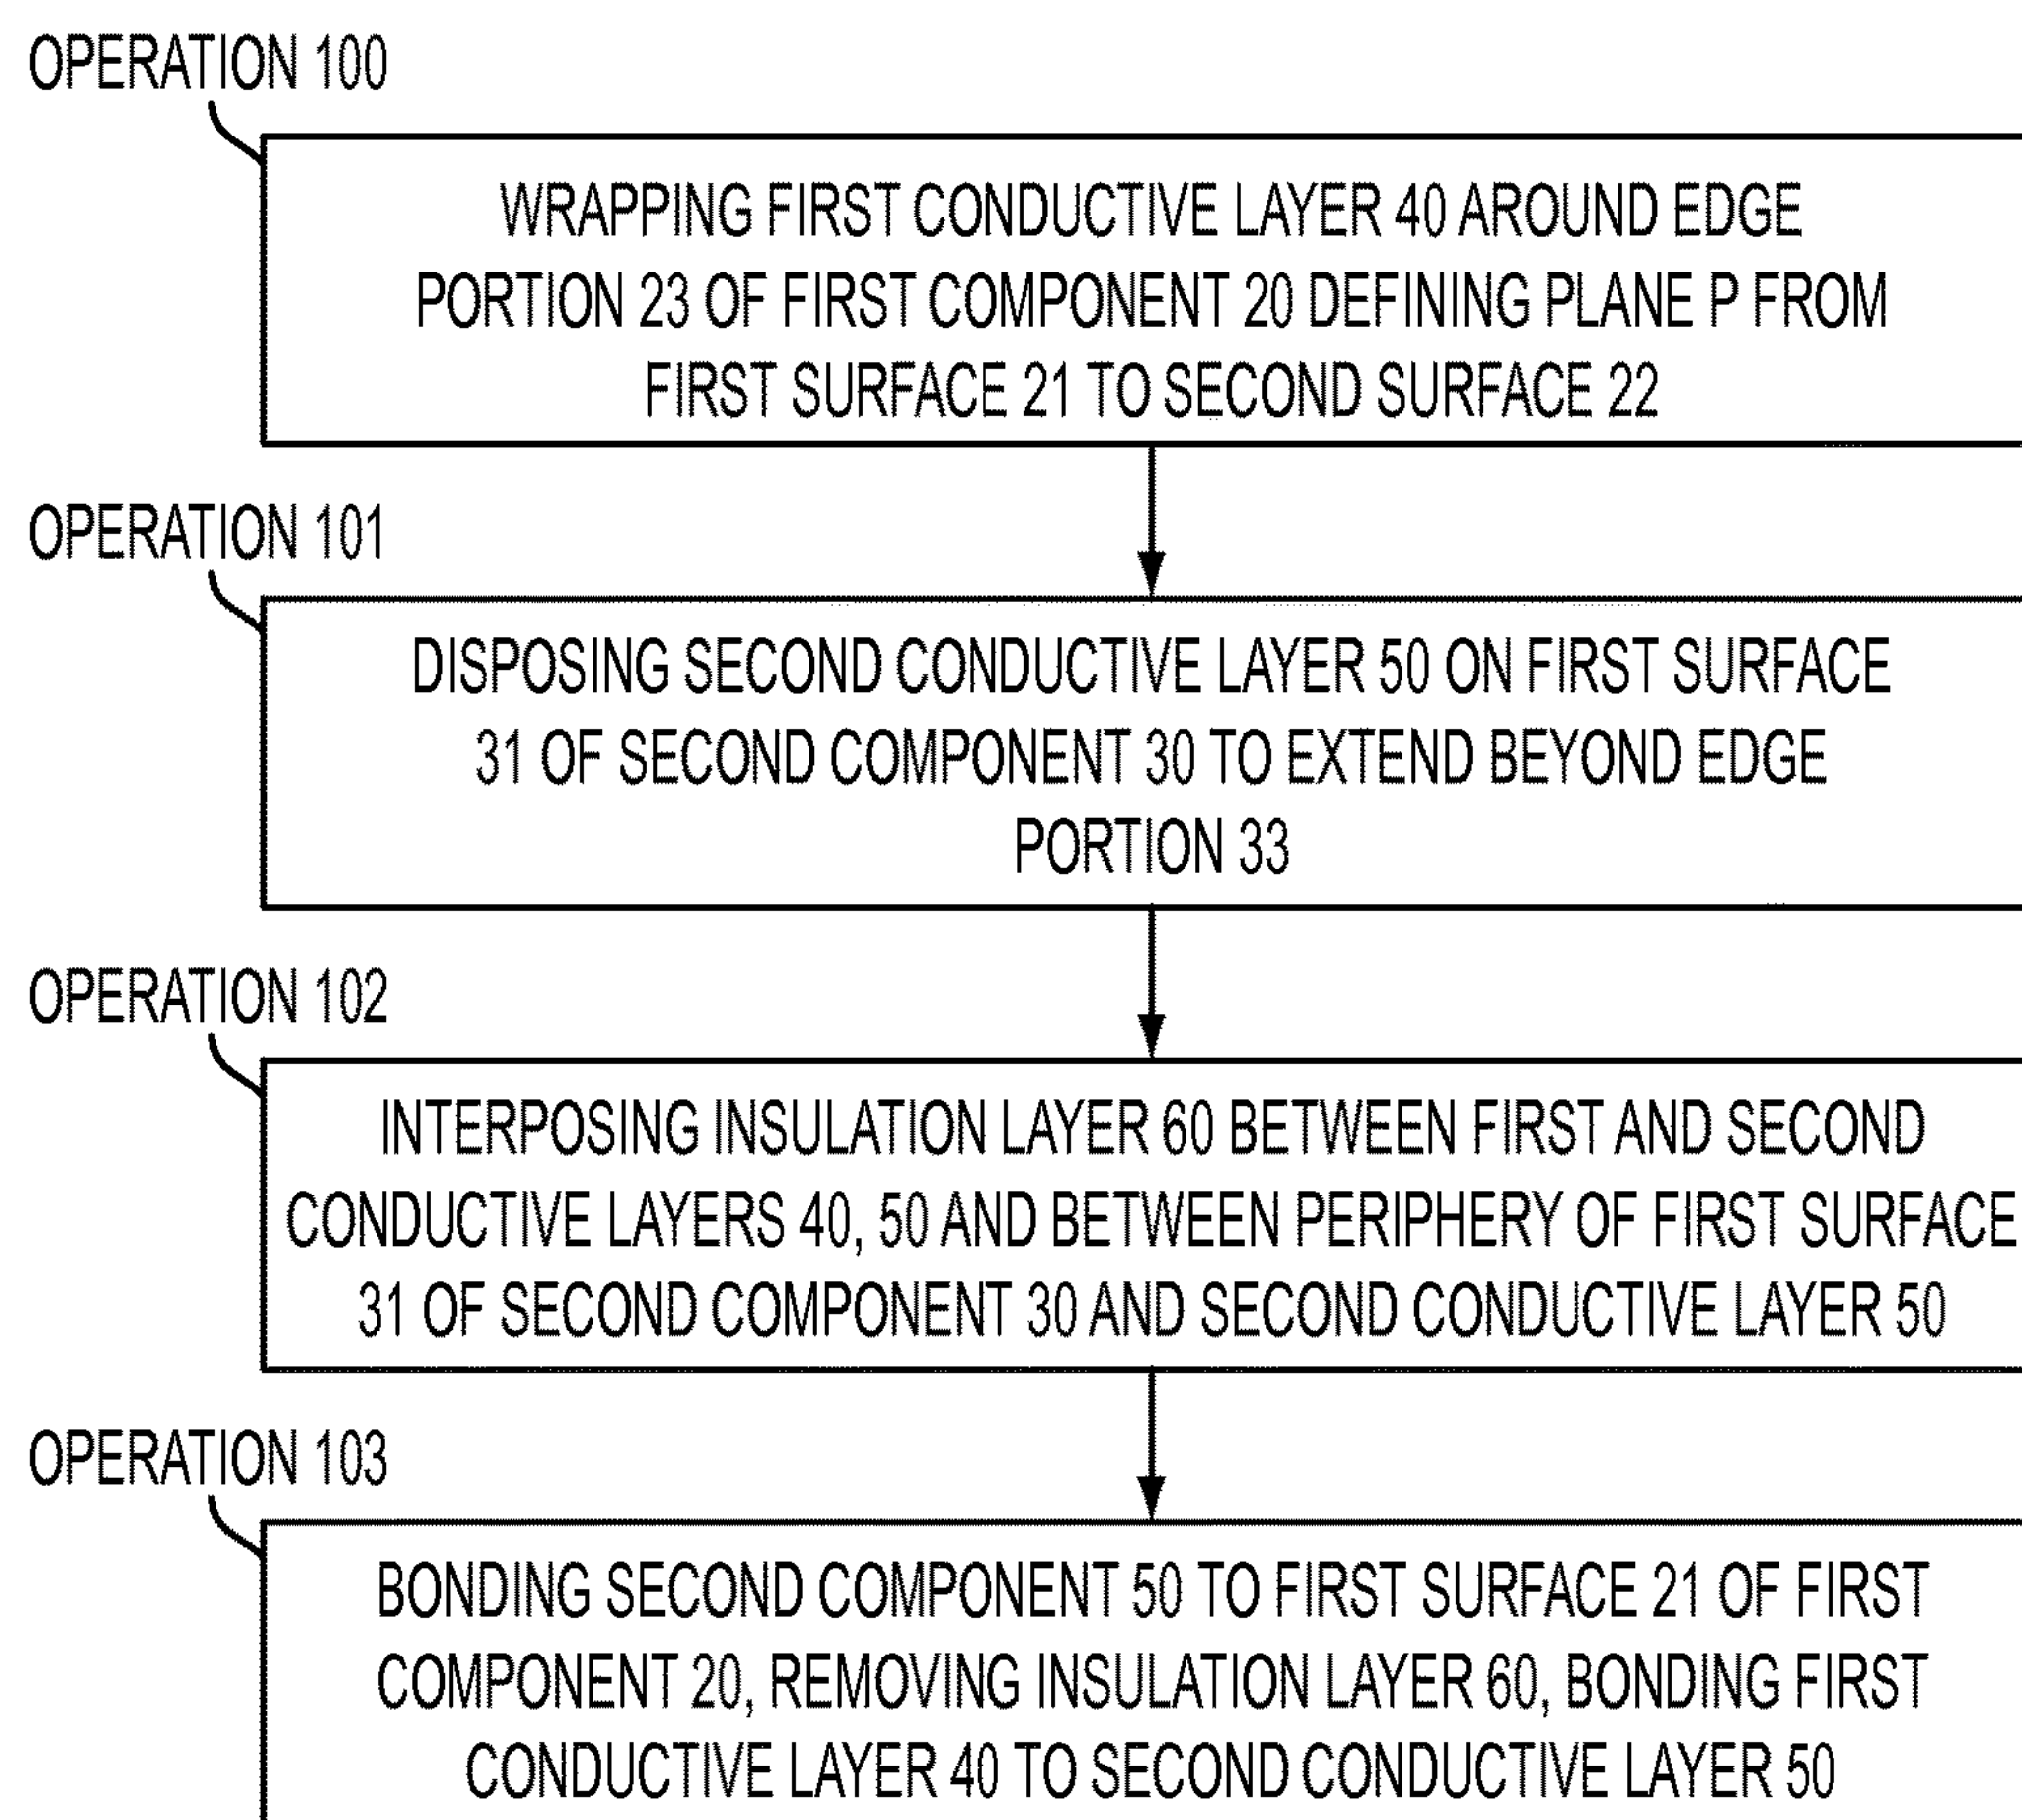 OPERATION 100
WRAPPING FIRST CONDUCTIVE LAYER 40 AROUND EDGE
PORTION 23 OF FIRST COMPONENT 20 DEFINING PLANE P FROM
FIRST SURFACE 21 TO SECOND SURFACE 22
OPERATION 101
DISPOSING SECOND CONDUCTIVE LAYER 50 ON FIRST SURFACE
31 OF SECOND COMPONENT 30 TO EXTEND BEYOND EDGE
PORTION 33
OPERATION 102
INTERPOSING INSULATION LAYER 60 BETWEEN FIRST AND SECOND
CONDUCTIVE LAYERS 40, 50 AND BETWEEN PERIPHERY OF FIRST SURFACE
31 OF SECOND COMPONENT 30 AND SECOND CONDUCTIVE LAYER 50
OPERATION 103
BONDING SECOND COMPONENT 50 TO FIRST SURFACE 21 OF FIRST
COMPONENT 20, REMOVING INSULATION LAYER 60, BONDING FIRST
CONDUCTIVE LAYER 40 TO SECOND CONDUCTIVE LAYER 50